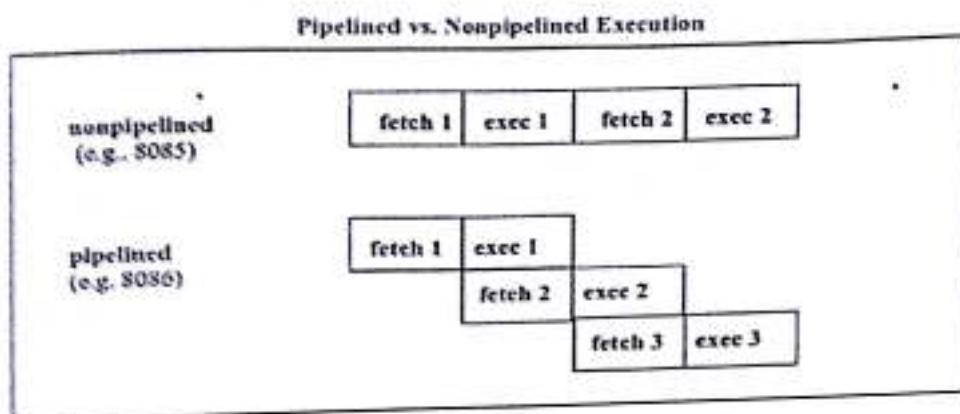 Pipelined vs. Nonpipelined Execution
nonpipelined
(e.g., 8085)
fetch 1 exec 1 fetch 2 exec 2
pipelined
(e.g. 8086)
fetch 1 exec 1
fetch 2 exec 2
fetch 3 exec 3